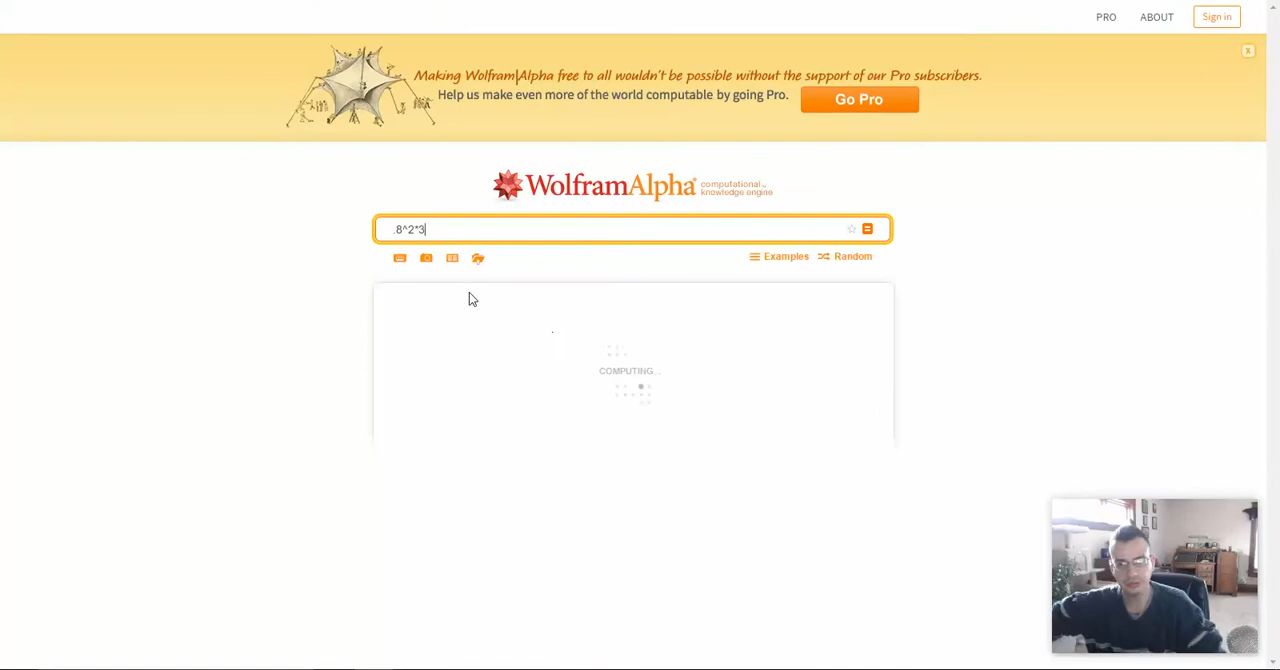 PRO ABOUT Sign in
Making Wolfram|Alpha free to all wouldn't be possible without the support of our Pro subscribers.
x
Help us make even more of the world computable by going Pro. Go Pro
WolframAlpha computational knowledge engine
.8^2*3
Examples Random
COMPUTING...